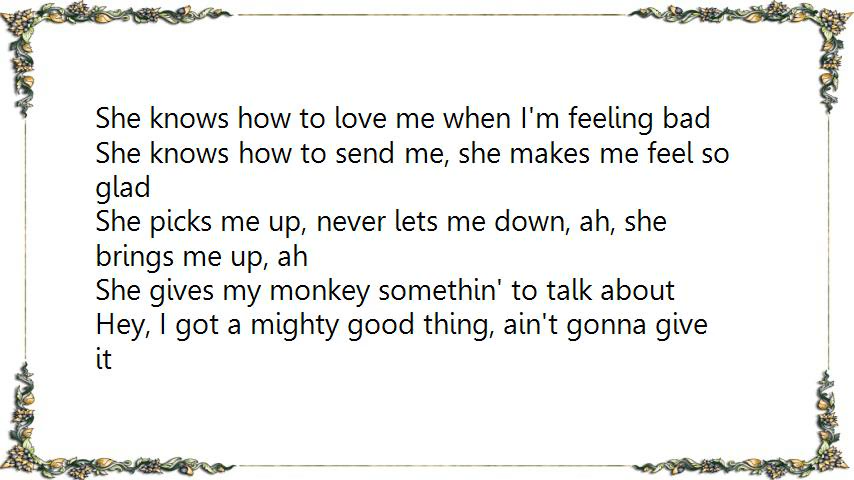 She knows how to love me when I'm feeling bad
She knows how to send me, she makes me feel so
glad
She picks me up, never lets me down, ah, she
brings me up, ah
She gives my monkey somethin' to talk about
Hey, I got a mighty good thing, ain't gonna give
it